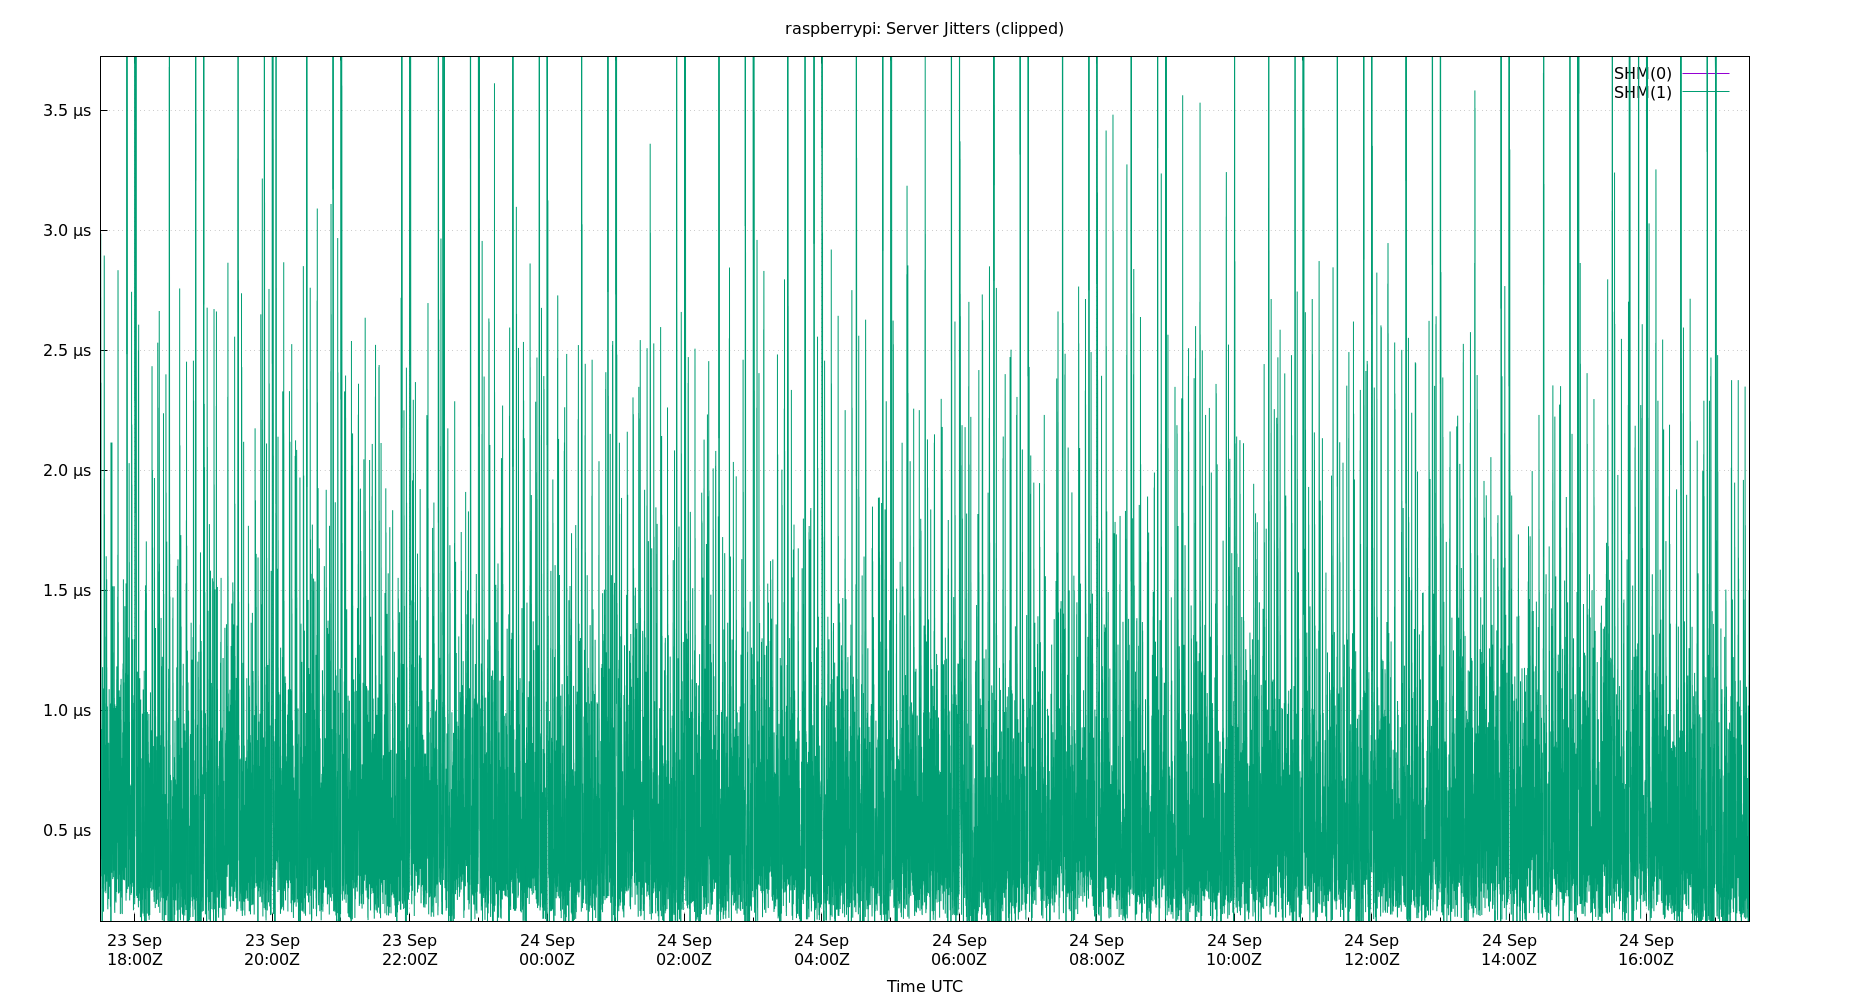 raspberrypi: Server Jitters (clipped)
SHM(0)
SHM(1)
3.5 µs
3.0 µs
2.5 µs
2.0 µs
1.5 µs
1.0 µs
0.5 µs
23 Sep 23 Sep 23 Sep 24 Sep 24 Sep 24 Sep 24 Sep 24 Sep 24 Sep 24 Sep 24 Sep 24 Sep
18:00Z 20:00Z 22:00Z 00:00Z 02:00Z 04:00Z 06:00Z 08:00Z 10:00Z 12:00Z 14:00Z 16:00Z
Time UTC